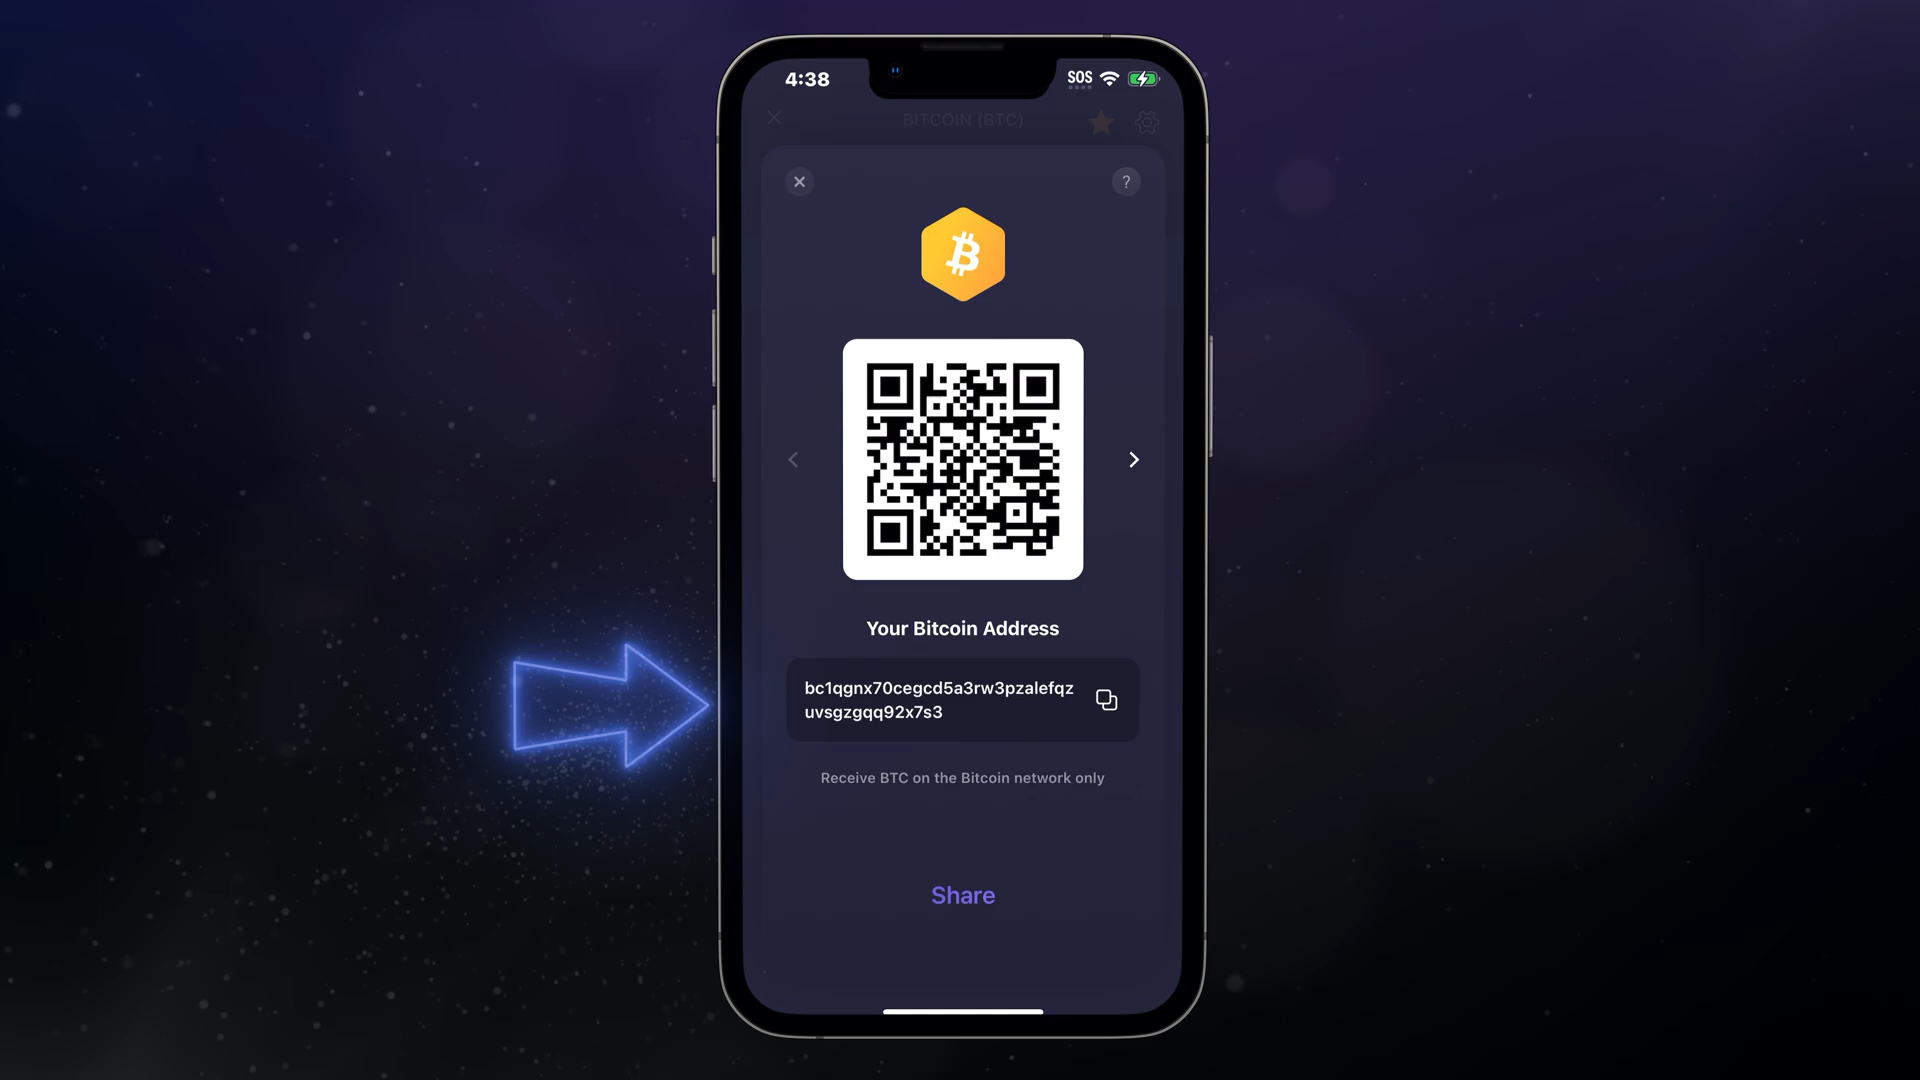 4:38
SOS
BITCOIN (BTC)
?
Your Bitcoin Address
bc1qgnx70cegcd5a3rw3pzalefqz
uvsgzgqq92x7s3
Receive BTC on the Bitcoin network only
Share